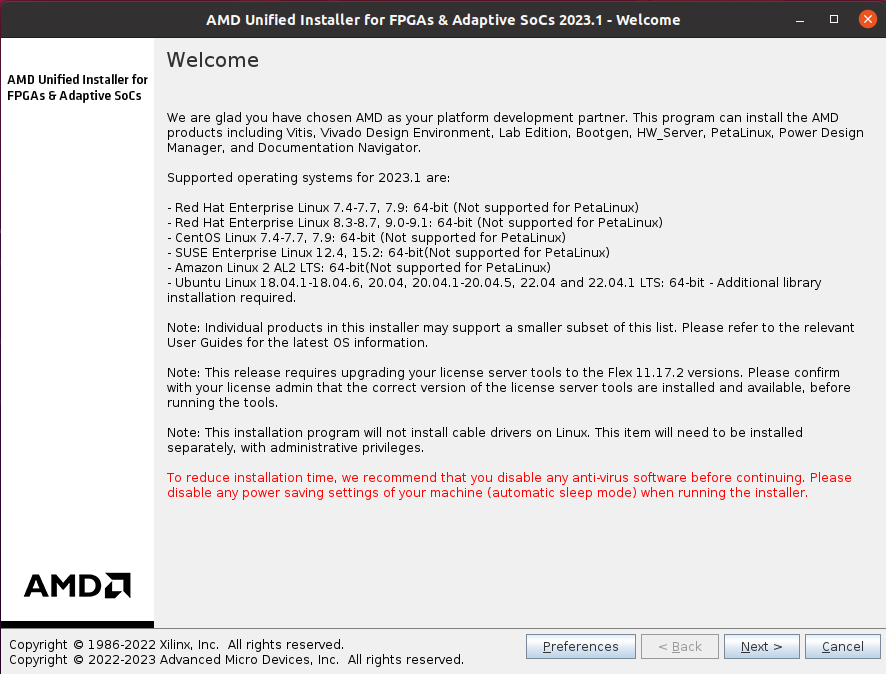 AMD Unified Installer for FPGAs & Adaptive SoCs 2023.1 - Welcome
AMD Unified Installer for
FPGAs & Adaptive SoCs
Welcome
We are glad you have chosen AMD as your platform development partner. This program can install the AMD
products including Vitis, Vivado Design Environment, Lab Edition, Bootgen, HW_Server, PetaLinux, Power Design
Manager, and Documentation Navigator.
Supported operating systems for 2023.1 are:
- Red Hat Enterprise Linux 7.4-7.7, 7.9: 64-bit (Not supported for PetaLinux)
- Red Hat Enterprise Linux 8.3-8.7, 9.0-9.1: 64-bit (Not supported for PetaLinux)
- CentOS Linux 7.4-7.7, 7.9: 64-bit (Not supported for PetaLinux)
- SUSE Enterprise Linux 12.4, 15.2: 64-bit(Not supported for PetaLinux)
- Amazon Linux 2 AL2 LTS: 64-bit(Not supported for PetaLinux)
- Ubuntu Linux 18.04.1-18.04.6, 20.04, 20.04.1-20.04.5, 22.04 and 22.04.1 LTS: 64-bit - Additional library
installation required.
Note: Individual products in this installer may support a smaller subset of this list. Please refer to the relevant
User Guides for the latest OS information.
Note: This release requires upgrading your license server tools to the Flex 11.17.2 versions. Please confirm
with your license admin that the correct version of the license server tools are installed and available, before
running the tools.
Note: This installation program will not install cable drivers on Linux. This item will need to be installed
separately, with administrative privileges.
To reduce installation time, we recommend that you disable any anti-virus software before continuing. Please
disable any power saving settings of your machine (automatic sleep mode) when running the installer.
AMD
Copyright © 1986-2022 Xilinx, Inc.  All rights reserved.
Copyright © 2022-2023 Advanced Micro Devices, Inc.  All rights reserved.
Preferences
< Back
Next >
Cancel